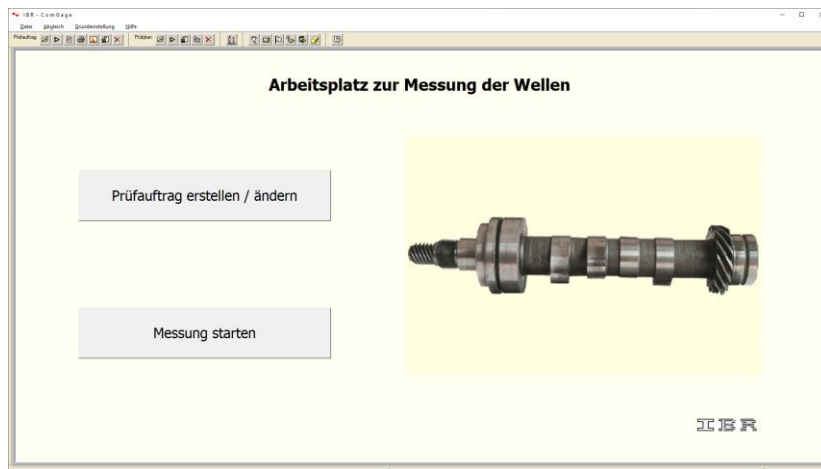 IBR - ComGage
Datei Abgleich Grundeinstellung Hilfe
Prüfauftrag Prüfplan
Arbeitsplatz zur Messung der Wellen
Prüfauftrag erstellen / ändern
Messung starten
IBR